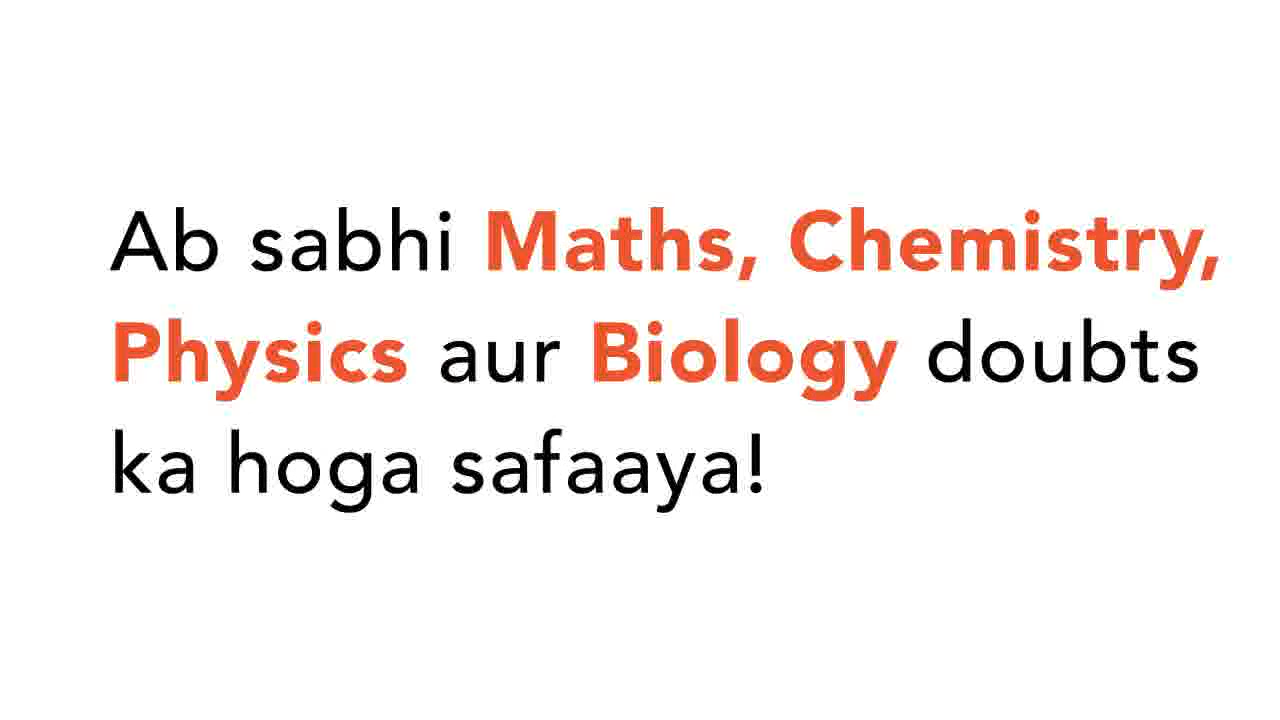 Ab sabhi Maths, Chemistry,
Physics aur Biology doubts
ka hoga safaaya!